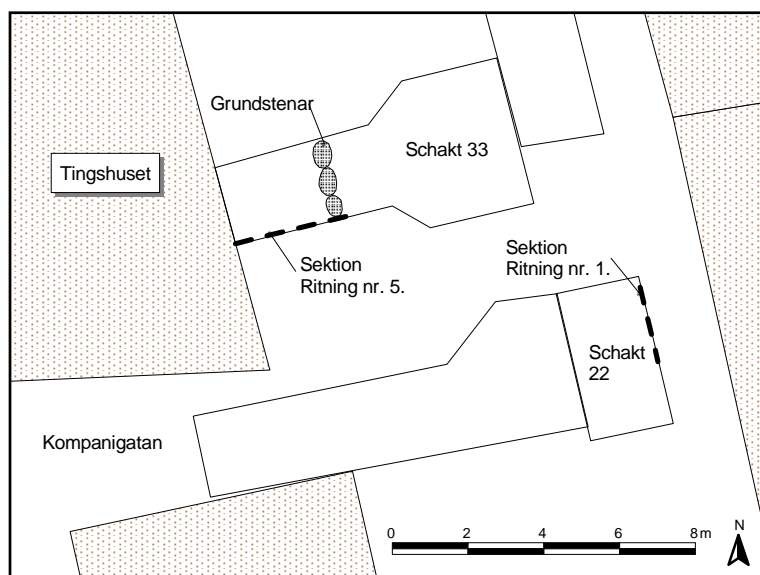 Grundstenar
Schakt 33
Tingshuset
Sektion
Ritning nr. 5.
Sektion
Ritning nr. 1.
Schakt
22
Kompanigatan
0 2 4 6 8 m
N